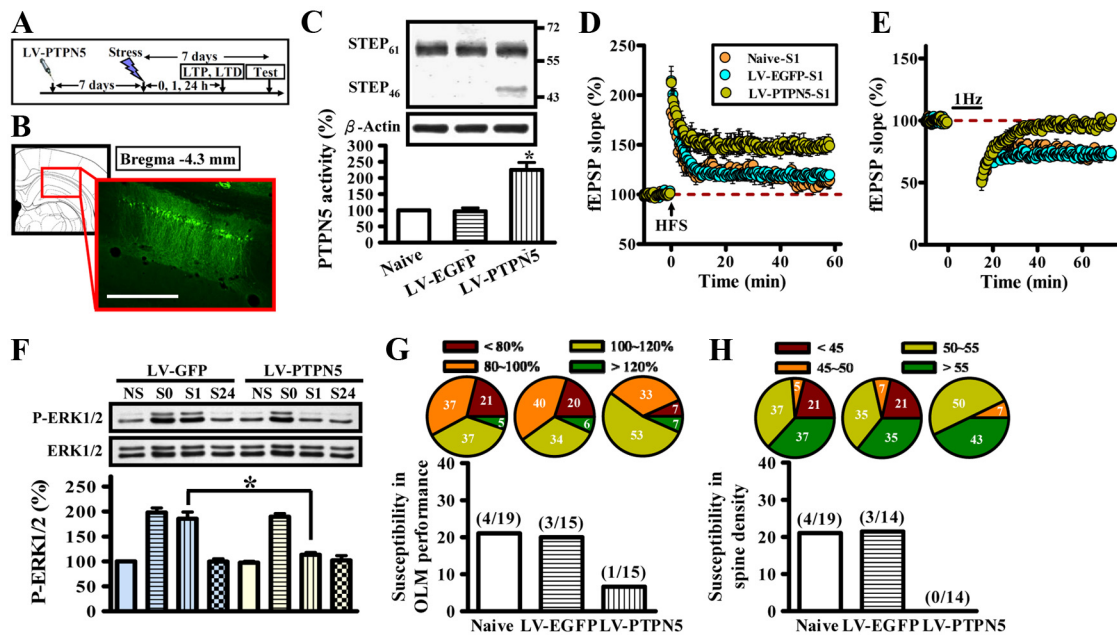 A
LV-PTPN5
Stress
7 days
LTP, LTD
Test
7 days
0, 1, 24 h
B
Bregma -4.3 mm
C
72
STEP61
55
STEP46
43
β-Actin
PTPN5 activity (%)
300
250
200
150
100
50
0
*
Naive
LV-EGFP
LV-PTPN5
D
fEPSP slope (%)
250
200
150
100
50
Naive-S1
LV-EGFP-S1
LV-PTPN5-S1
HFS
0 20 40 60
Time (min)
E
fEPSP slope (%)
150
100
50
0
1Hz
0 20 40 60 80
Time (min)
F
LV-GFP LV-PTPN5
NS S0 S1 S24 NS S0 S1 S24
P-ERK1/2
ERK1/2
P-ERK1/2 (%)
250
200
150
100
50
0
*
G
< 80% 100~120%
80~100% > 120%
37 21 5 37
40 20 6 34
33 7 7 53
Susceptibility in
OLM performance
40
30
20
10
0
(4/19)
(3/15)
(1/15)
Naive LV-EGFP LV-PTPN5
H
< 45 50~55
45~50 > 55
5 21 37 37
7 21 35 35
50 7 43
Susceptibility in
spine density
40
30
20
10
0
(4/19)
(3/14)
(0/14)
Naive LV-EGFP LV-PTPN5